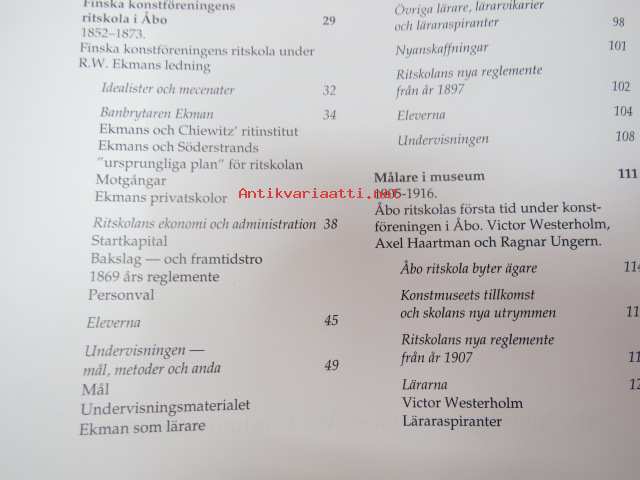 Finska konstföreningens
ritskola i Åbo 29
1852–1873.
Finska konstföreningens ritskola under
R.W. Ekmans ledning
Idealister och mecenater 32
Banbrytaren Ekman 34
Ekmans och Chiewitz' ritinstitut
Ekmans och Söderstrands
"ursprungliga plan" för ritskolan
Motgångar
Ekmans privatskolor
Ritskolans ekonomi och administration 38
Startkapital
Bakslag — och framtidstro
1869 års reglemente
Personval
Eleverna 45
Undervisningen —
mål, metoder och anda 49
Mål
Undervisningsmaterialet
Ekman som lärare
Övriga lärare, lärarvikarier
och läraraspiranter 98
Nyanskaffningar 101
Ritskolans nya reglemente
från år 1897 102
Eleverna 104
Undervisningen 108
Målare i museum 111
1905-1916.
Åbo ritskolas första tid under konst-
föreningen i Åbo. Victor Westerholm,
Axel Haartman och Ragnar Ungern.
Åbo ritskola byter ägare 114
Konstmuseets tillkomst
och skolans nya utrymmen
Ritskolans nya reglemente
från år 1907
Lärarna
Victor Westerholm
Läraraspiranter
Antikvariaatti.net